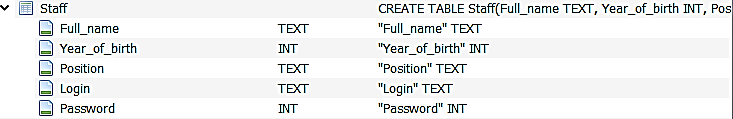 Staff CREATE TABLE Staff(Full_name TEXT, Year_of_birth INT, Pos
Full_name TEXT "Full_name" TEXT
Year_of_birth INT "Year_of_birth" INT
Position TEXT "Position" TEXT
Login TEXT "Login" TEXT
Password INT "Password" INT